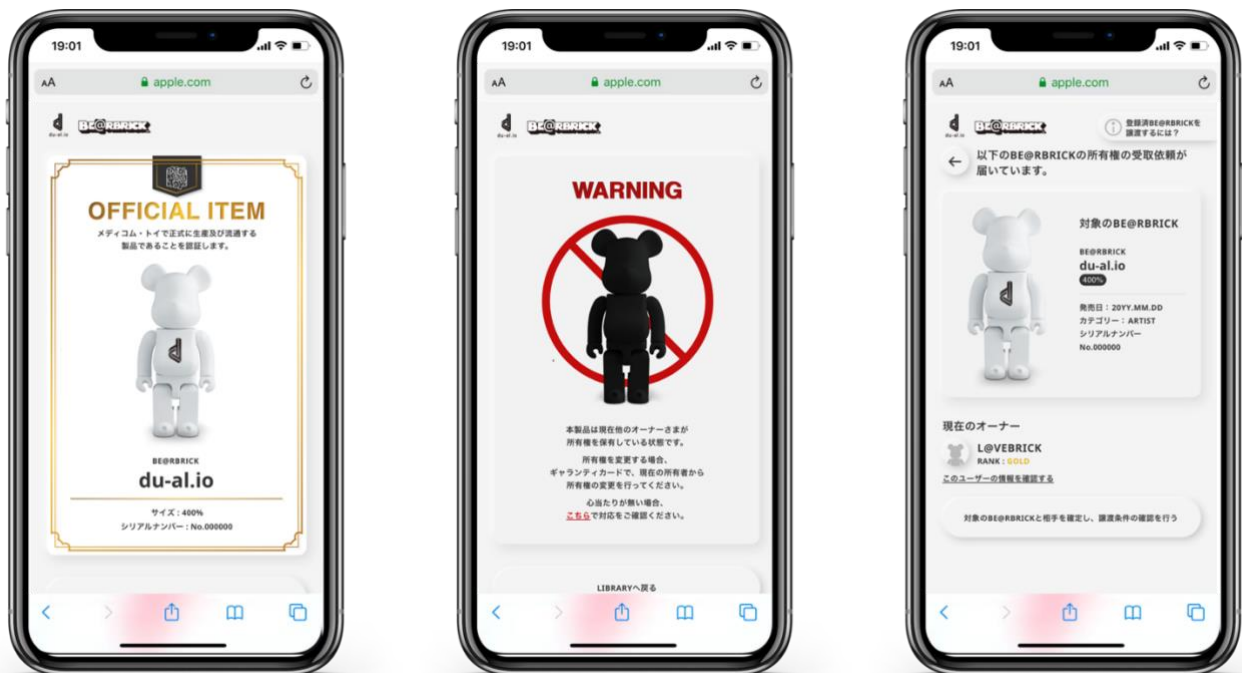 19:01
AA apple.com
du-al.io BE@RBRICK
OFFICIAL ITEM
メディコム・トイで正式に生産及び流通する
製品であることを認証します。
BE@RBRICK
du-al.io
サイズ：400%
シリアルナンバー：No.000000
19:01
AA apple.com
du-al.io BE@RBRICK
WARNING
本製品は現在他のオーナーさまが
所有権を保有している状態です。
所有権を変更する場合、
ギャランティカードで、現在の所有者から
所有権の変更を行ってください。
心当たりが無い場合、
こちらで対応をご確認ください。
LIBRARYへ戻る
19:01
AA apple.com
du-al.io BE@RBRICK
登録済BE@RBRICKを
譲渡するには？
以下のBE@RBRICKの所有権の受取依頼が
届いています。
対象のBE@RBRICK
BE@RBRICK
du-al.io
400%
発売日：20YY.MM.DD
カテゴリー：ARTIST
シリアルナンバー
No.000000
現在のオーナー
L@VEBRICK
RANK：GOLD
このユーザーの情報を確認する
対象のBE@RBRICKと相手を確定し、譲渡条件の確認を行う